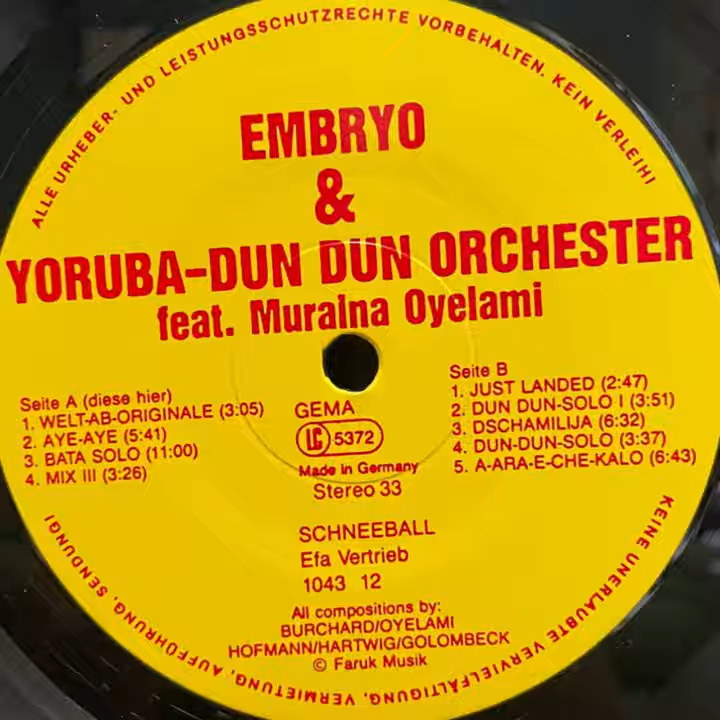 ALLE URHEBER- UND LEISTUNGSSCHUTZRECHTE VORBEHALTEN. KEIN VERLEIH!
EMBRYO
&
YORUBA-DUN DUN ORCHESTER
feat. Muraina Oyelami
Seite A (diese hier)
1. WELT-AB-ORIGINALE (3:05)
2. AYE-AYE (5:41)
3. BATA SOLO (11:00)
4. MIX III (3:26)
GEMA
LC 5372
Made in Germany
Stereo 33
Seite B
1. JUST LANDED (2:47)
2. DUN DUN-SOLO I (3:51)
3. DSCHAMILIJA (6:32)
4. DUN-DUN-SOLO (3:37)
5. A-ARA-E-CHE-KALO (6:43)
SCHNEEBALL
Efa Vertrieb
1043 12
All compositions by:
BURCHARD/OYELAMI
HOFMANN/HARTWIG/GOLOMBECK
© Faruk Musik
KEINE UNERLAUBTE VERVIELFÄLTIGUNG, VERMIETUNG, AUFFÜHRUNG, SENDUNG!